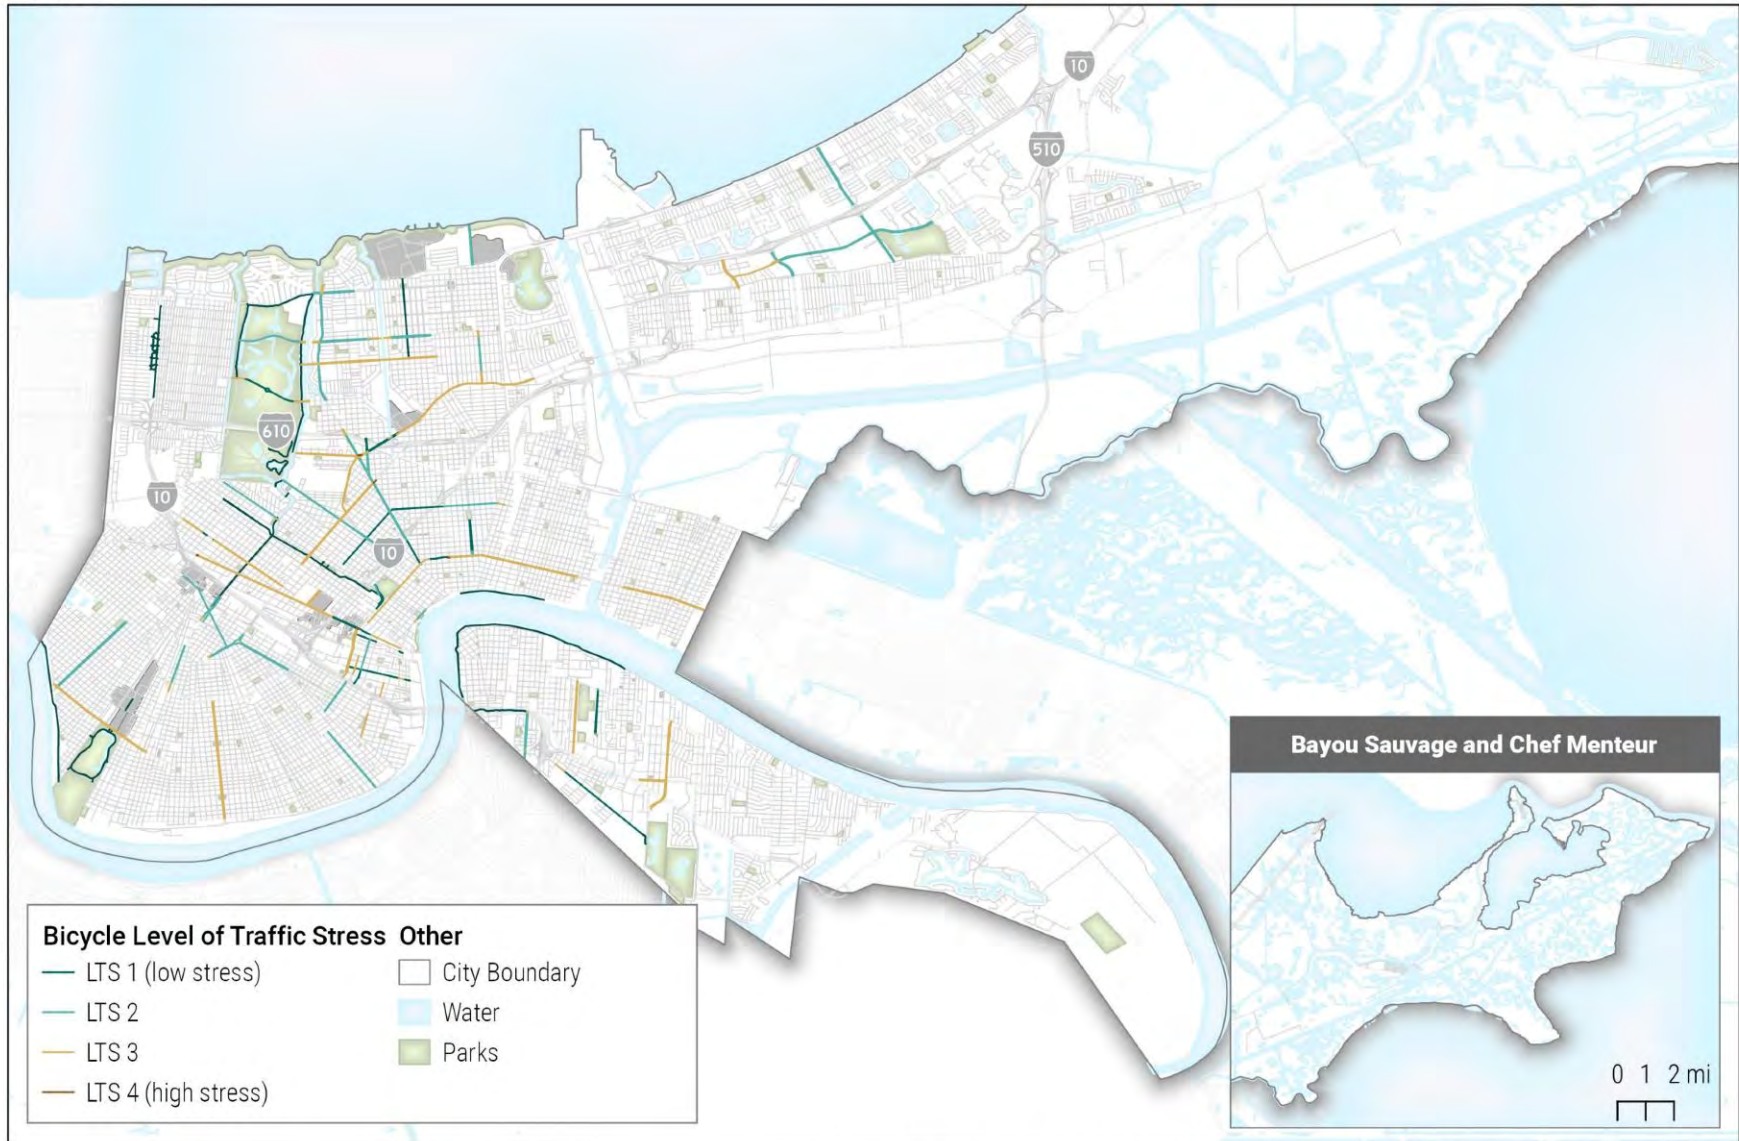 10
510
610
10
10
Bayou Sauvage and Chef Menteur
0 1 2 mi
Bicycle Level of Traffic Stress
LTS 1 (low stress)
LTS 2
LTS 3
LTS 4 (high stress)
Other
City Boundary
Water
Parks